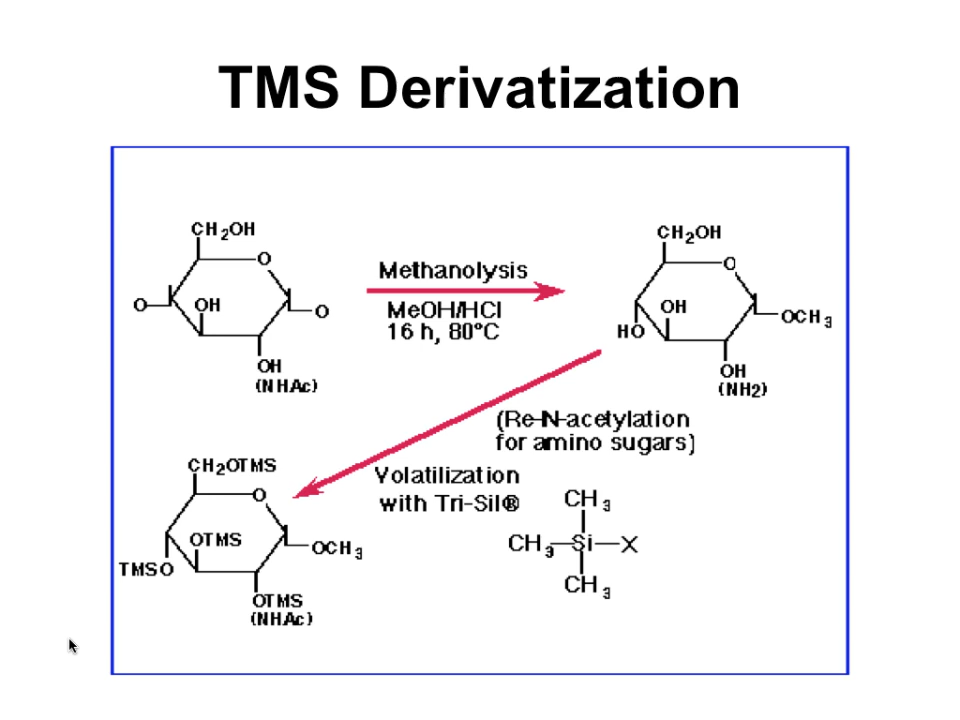 TMS Derivatization
CH2OH
O
O
OH
O
OH
(NHAc)
Methanolysis
MeOH/HCl
16 h, 80°C
CH2OH
O
OH
HO
OCH3
OH
(NH2)
(Re-N-acetylation
for amino sugars)
Volatilization
with Tri-Sil®
CH2OTMS
O
OTMS
OCH3
TMSO
OTMS
(NHAc)
CH3
CH3-Si-X
CH3